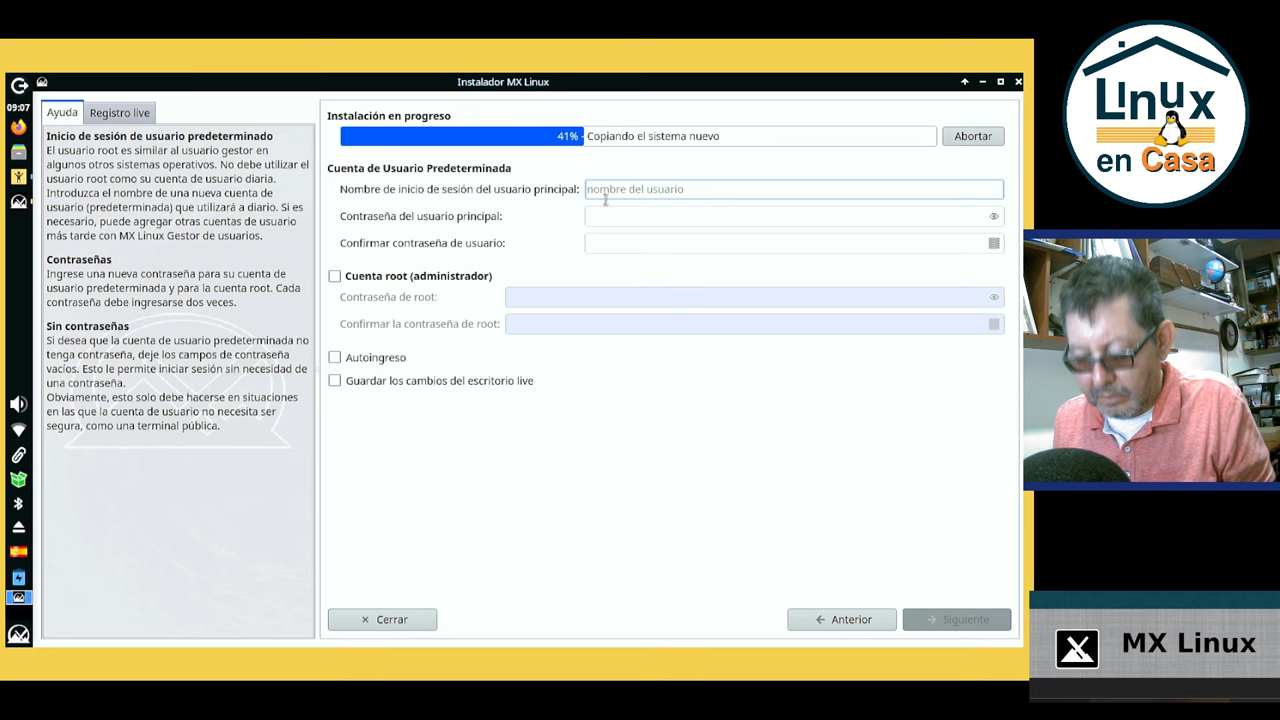 Instalador MX Linux
09:07
Ayuda
Registro live
Inicio de sesión de usuario predeterminado
El usuario root es similar al usuario gestor en
algunos otros sistemas operativos. No debe utilizar el
usuario root como su cuenta de usuario diaria.
Introduzca el nombre de una nueva cuenta de
usuario (predeterminada) que utilizará a diario. Si es
necesario, puede agregar otras cuentas de usuario
más tarde con MX Linux Gestor de usuarios.
Contraseñas
Ingrese una nueva contraseña para su cuenta de
usuario predeterminada y para la cuenta root. Cada
contraseña debe ingresarse dos veces.
Sin contraseñas
Si desea que la cuenta de usuario predeterminada no
tenga contraseña, deje los campos de contraseña
vacíos. Esto le permite iniciar sesión sin necesidad de
una contraseña.
Obviamente, esto solo debe hacerse en situaciones
en las que la cuenta de usuario no necesita ser
segura, como una terminal pública.
Instalación en progreso
41% - Copiando el sistema nuevo
Abortar
Cuenta de Usuario Predeterminada
Nombre de inicio de sesión del usuario principal: nombre del usuario
Contraseña del usuario principal:
Confirmar contraseña de usuario:
Cuenta root (administrador)
Contraseña de root:
Confirmar la contraseña de root:
Autoingreso
Guardar los cambios del escritorio live
Cerrar
Anterior
Siguiente
Linux
en Casa
MX Linux